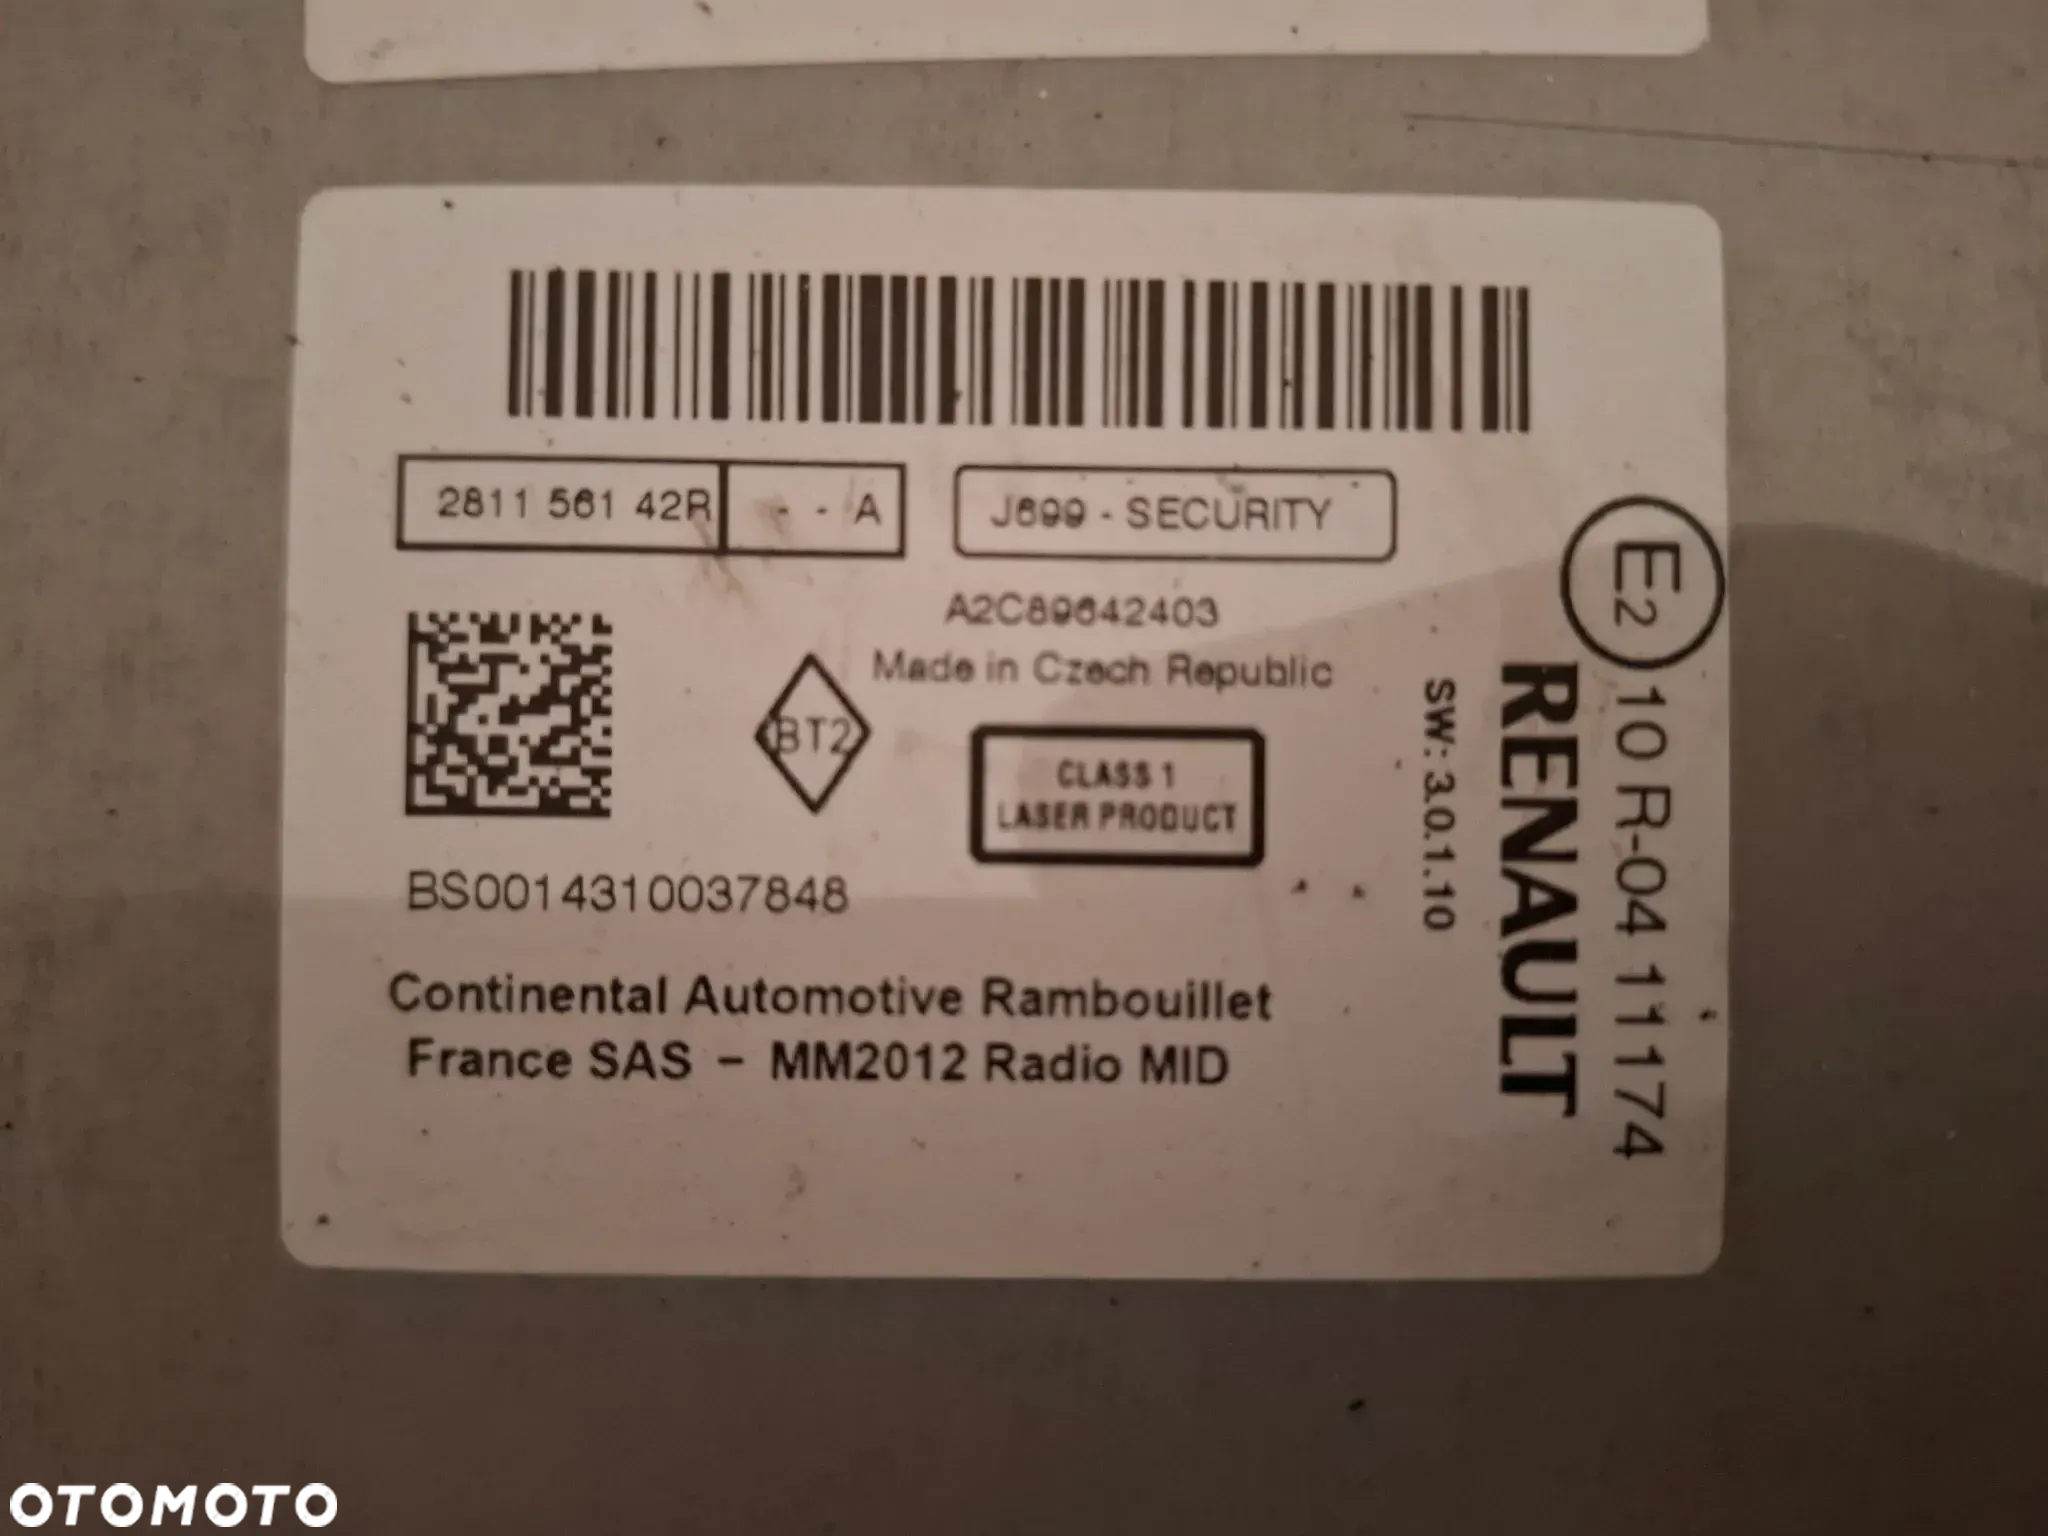 2811 561 42R - - A
J699 - SECURITY
A2C89642403
Made in Czech Republic
BT2
CLASS 1
LASER PRODUCT
BS0014310037848
Continental Automotive Rambouillet
France SAS – MM2012 Radio MID
SW: 3.0.1.10
RENAULT
E2 10 R-04 11174
OTOMOTO